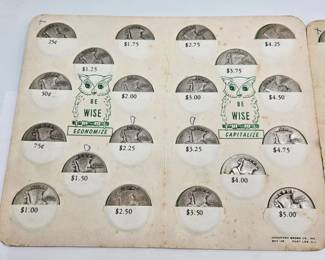 25¢ $1.75 $2.75 $4.25
$1.25 $3.75
50¢ $2.00 $3.00 $4.50
BE WISE
ECONOMIZE
BE WISE
CAPITALIZE
75¢ $2.25 $3.25 $4.75
$1.50 $4.00
$1.00 $2.50 $3.50 $5.00